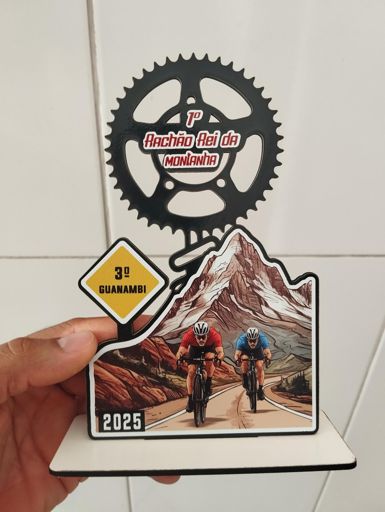 1º
Rachão Rei da
montanha
3º
GUANAMBI
2025